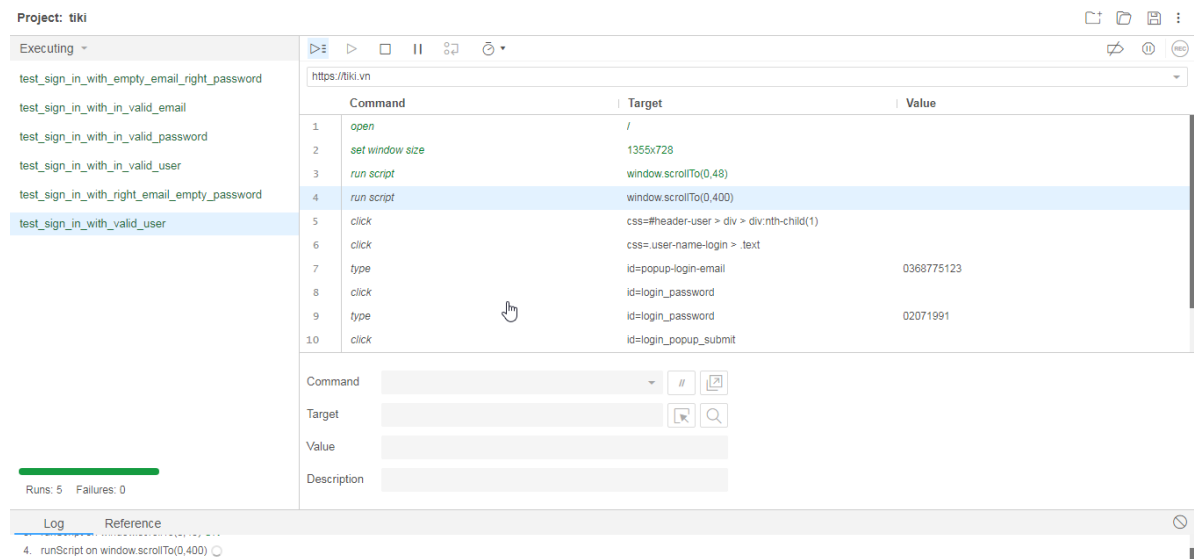 Project: tiki
Executing
test_sign_in_with_empty_email_right_password
test_sign_in_with_in_valid_email
test_sign_in_with_in_valid_password
test_sign_in_with_in_valid_user
test_sign_in_with_right_email_empty_password
test_sign_in_with_valid_user
Runs: 5 Failures: 0
REC
https://tiki.vn
Command Target Value
1 open /
2 set window size 1355x728
3 run script window.scrollTo(0,48)
4 run script window.scrollTo(0,400)
5 click css=#header-user > div > div:nth-child(1)
6 click css=.user-name-login > .text
7 type id=popup-login-email 0368775123
8 click id=login_password
9 type id=login_password 02071991
10 click id=login_popup_submit
Command //
Target
Value
Description
Log Reference
4. runScript on window.scrollTo(0,400)